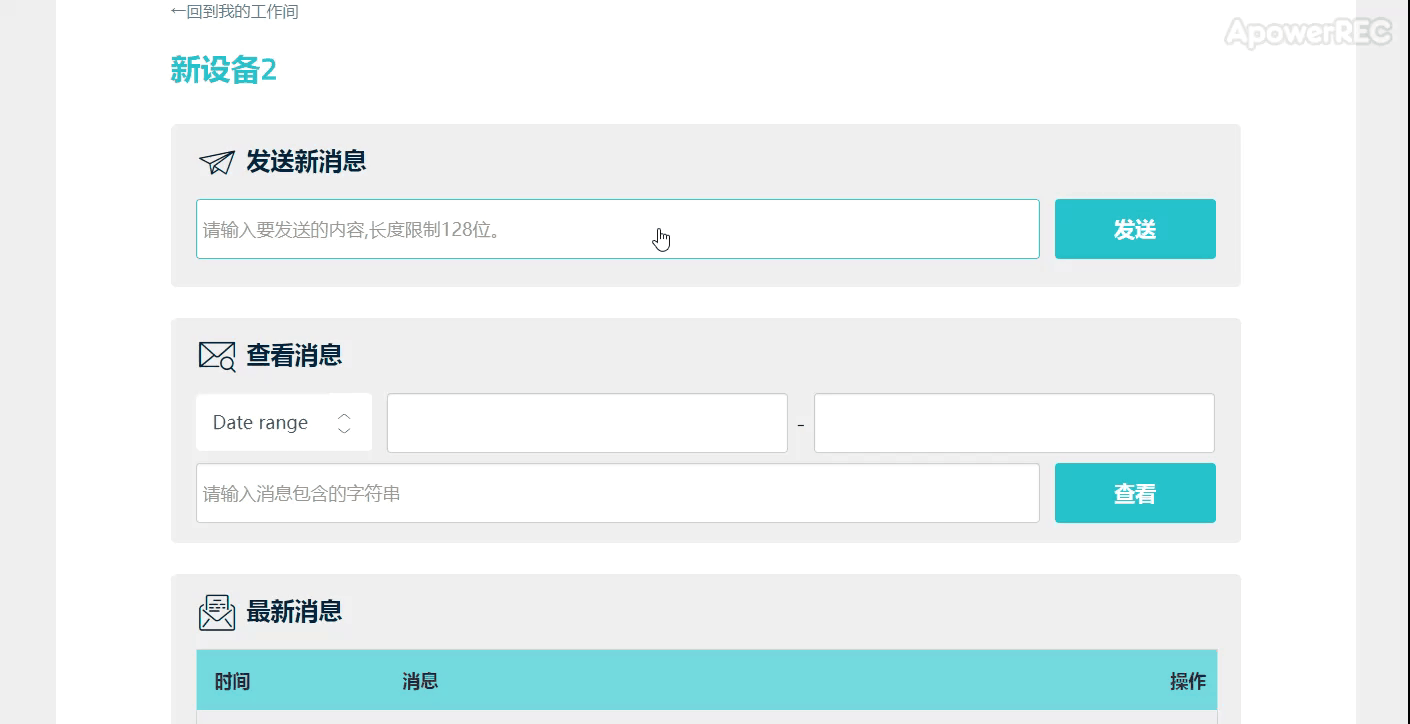 ←回到我的工作间
ApowerREC
新设备2
发送新消息
请输入要发送的内容,长度限制128位。
发送
查看消息
Date range
-
请输入消息包含的字符串
查看
最新消息
时间 消息 操作